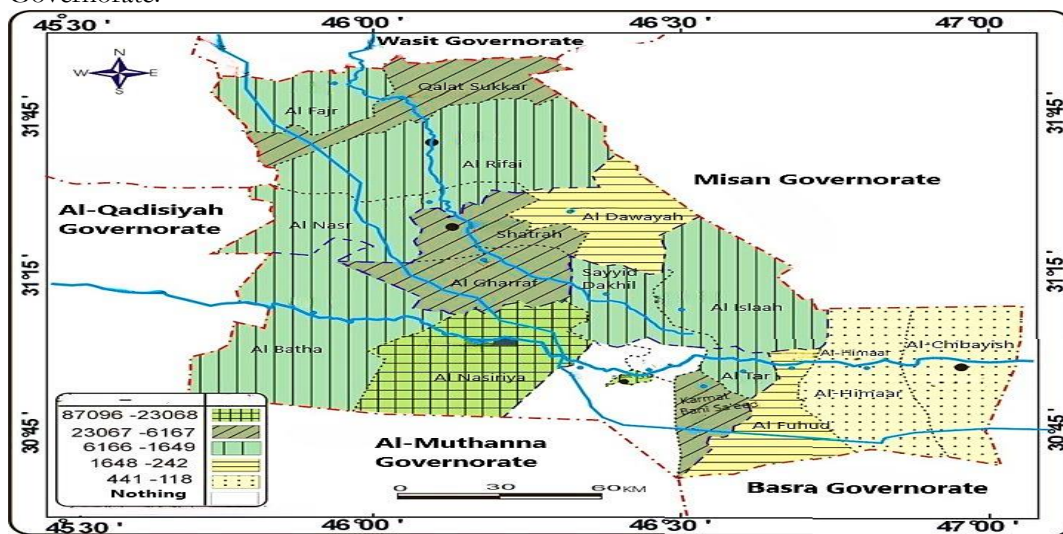 Governorate.
45 30 ' 46 00 ' 46 30 ' 47 00 '
Wasit Governorate
N
W E
S
31 45' 31 45'
Qalat Sukkar
Al Fajr
Al Rifai
Misan Governorate
Al-Qadisiyah
Governorate
Al Dawayah
Al Nasr
Shatrah
31 15' 31 15'
Sayyid
Dakhil
Al Gharraf
Al Islaah
Al Batha
Al-Himaar
Al-Chibayish
Al Nasiriya
Al Tar
Al-Himaar
Karmat
Bani Sa'eed
Al Fuhud
30 45' 30 45'
87096 -23068
23067 -6167
6166 -1649
1648 -242
441 -118
Nothing
Al-Muthanna
Governorate
Basra Governorate
0 30 60 KM
45 30 ' 46 00 ' 46 30 ' 47 00 '